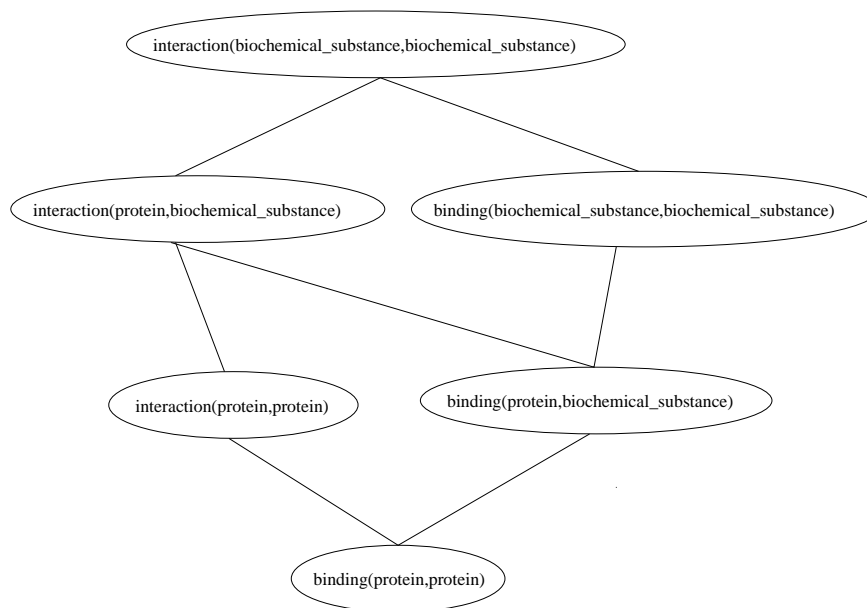 interaction(biochemical_substance,biochemical_substance)
interaction(protein,biochemical_substance)
binding(biochemical_substance,biochemical_substance)
interaction(protein,protein)
binding(protein,biochemical_substance)
binding(protein,protein)